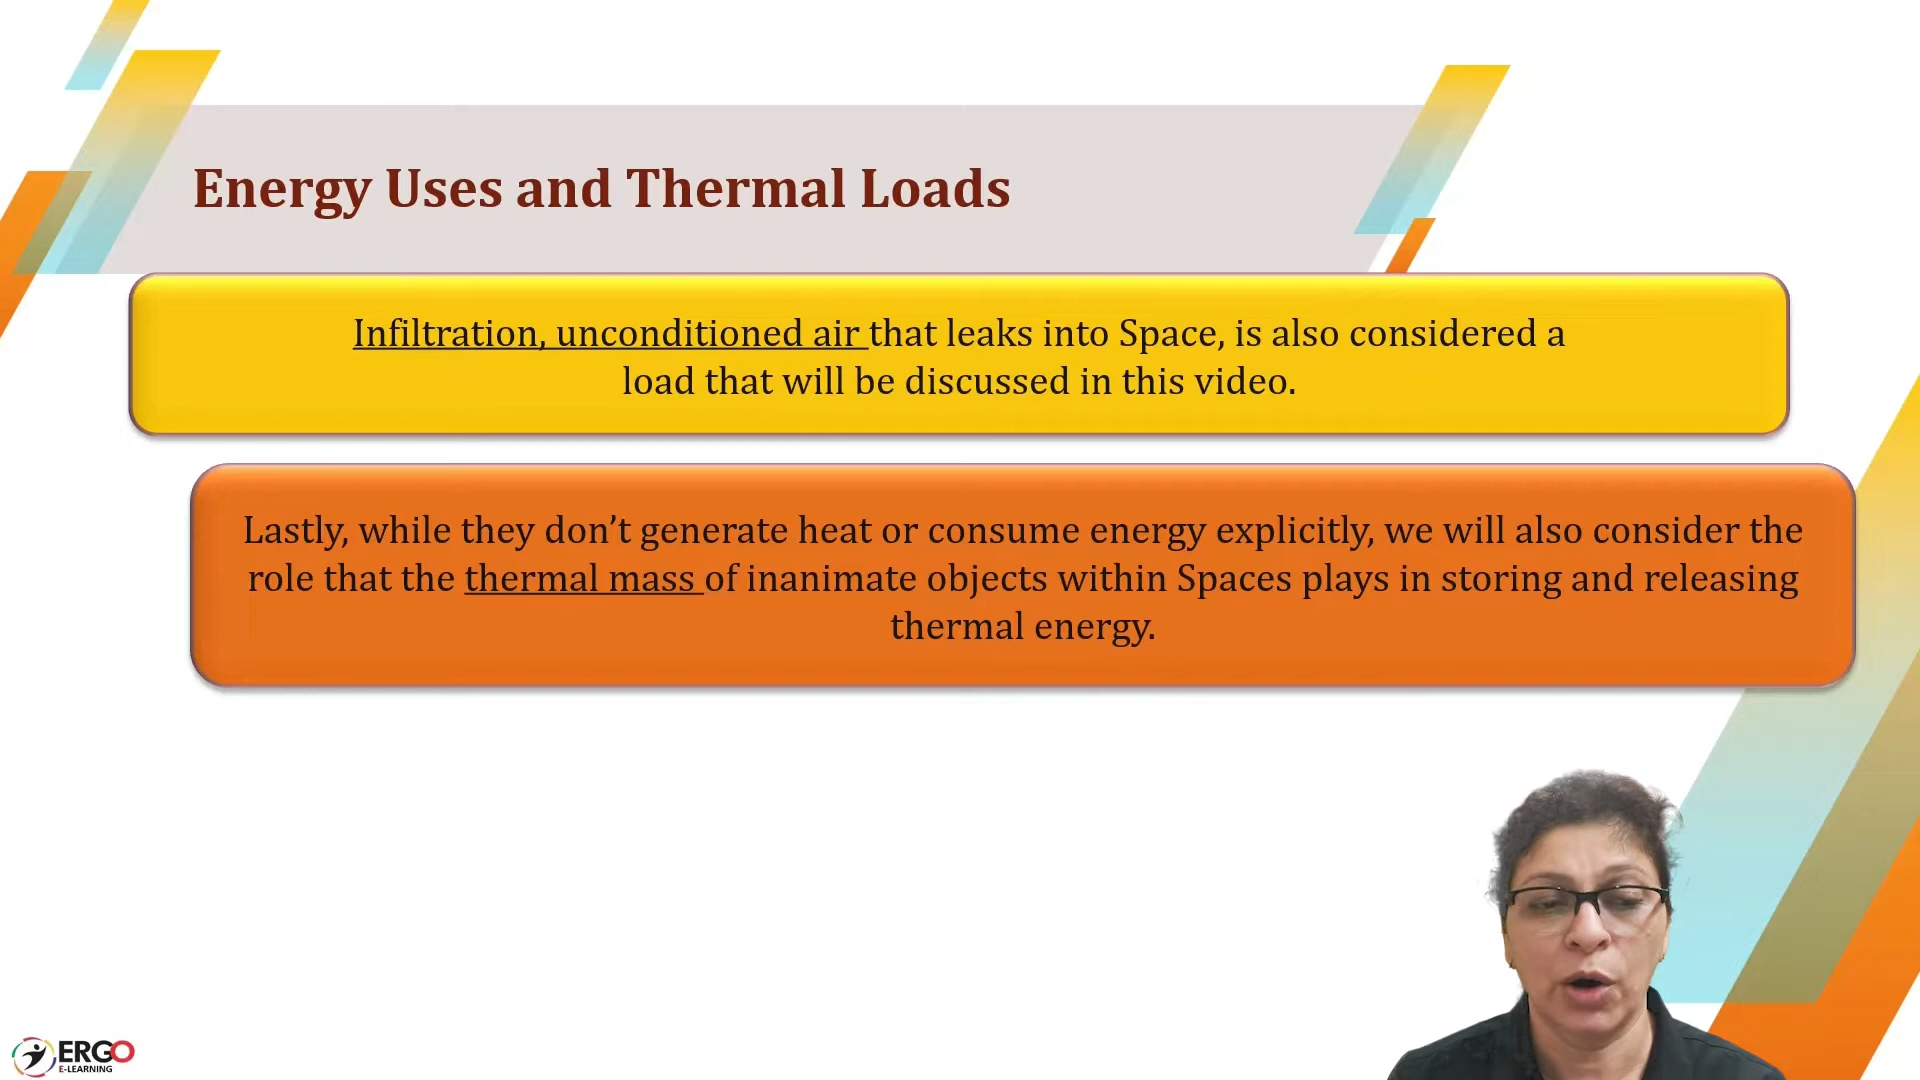 Energy Uses and Thermal Loads
Infiltration, unconditioned air that leaks into Space, is also considered a
load that will be discussed in this video.
Lastly, while they don’t generate heat or consume energy explicitly, we will also consider the
role that the thermal mass of inanimate objects within Spaces plays in storing and releasing
thermal energy.
ERGO
E-LEARNING